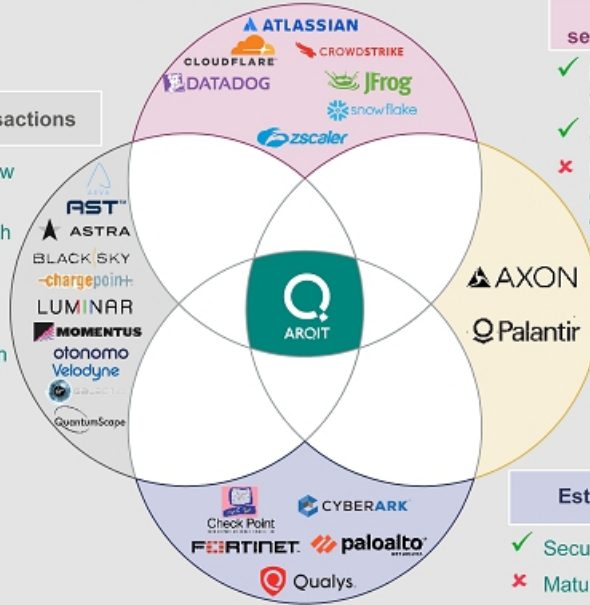 ATLASSIAN
CLOUDFLARE
CROWDSTRIKE
DATADOG
JFrog
snowflake
zscaler
se
sactions
w
h
n
AST
ASTRA
BLACKSKY
-chargepoin+
LUMINAR
MOMENTUS
otonomo
Velodyne
QuantumScape
ARQIT
AXON
Palantir
Check Point
CYBERARK
FORTINET
paloalto
Qualys
Est
Secu
Matu